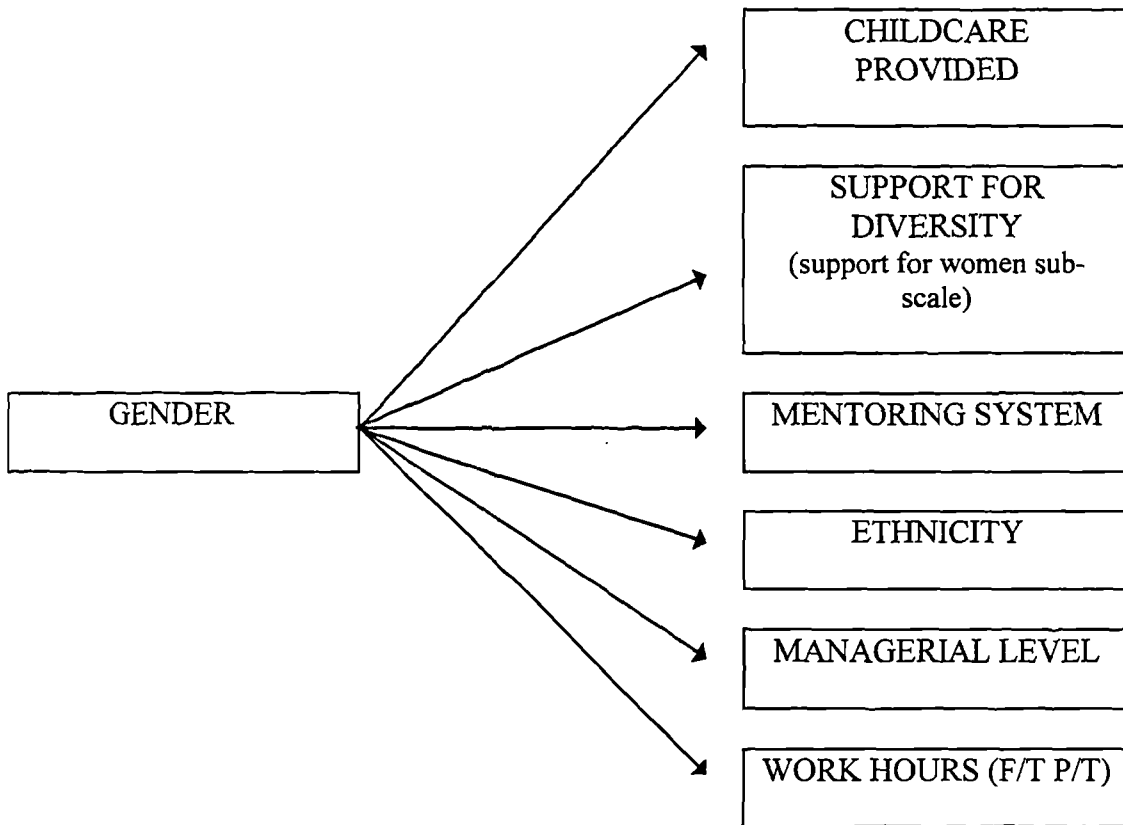 CHILDCARE
PROVIDED
SUPPORT FOR
DIVERSITY
(support for women sub-
scale)
GENDER
MENTORING SYSTEM
ETHNICITY
MANAGERIAL LEVEL
WORK HOURS (F/T P/T)